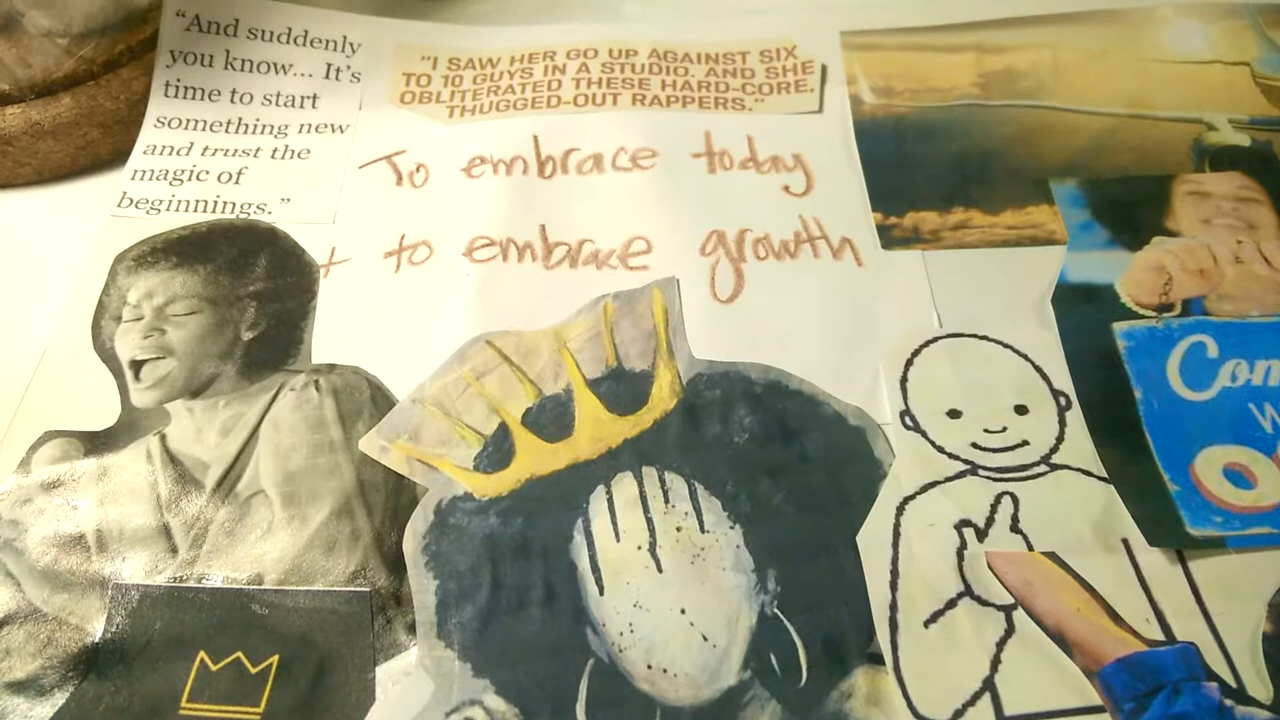 “And suddenly
you know... It’s
time to start
something new
and trust the
magic of
beginnings.”
"I SAW HER GO UP AGAINST SIX
TO 10 GUYS IN A STUDIO. AND SHE
OBLITERATED THESE HARD-CORE,
THUGGED-OUT RAPPERS."
To embrace today
+ to embrace growth